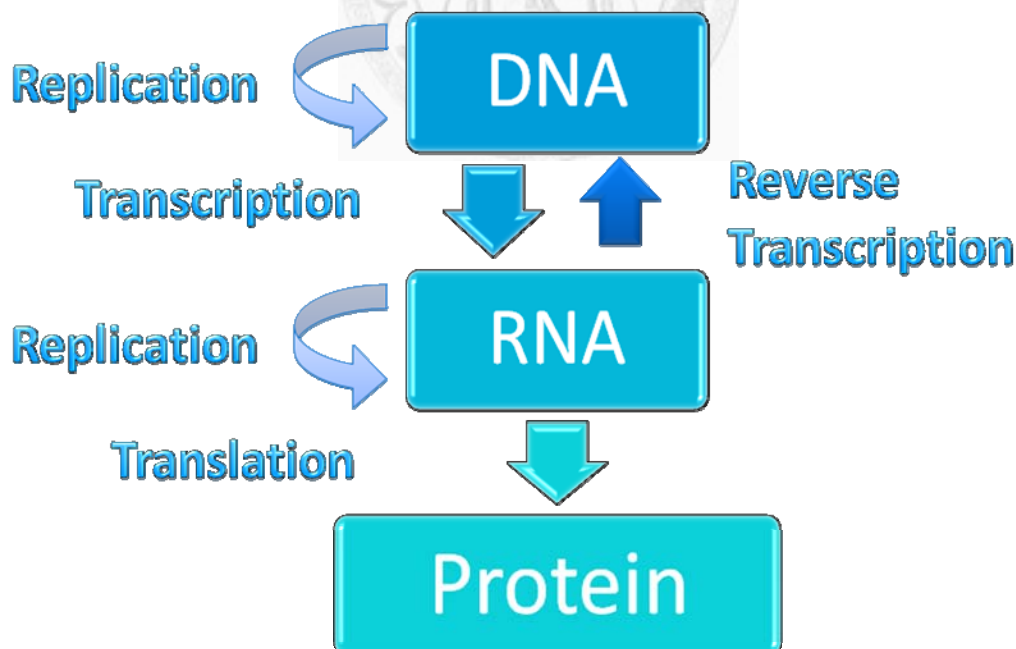 DNA
Replication
Transcription
Reverse
Transcription
RNA
Replication
Translation
Protein